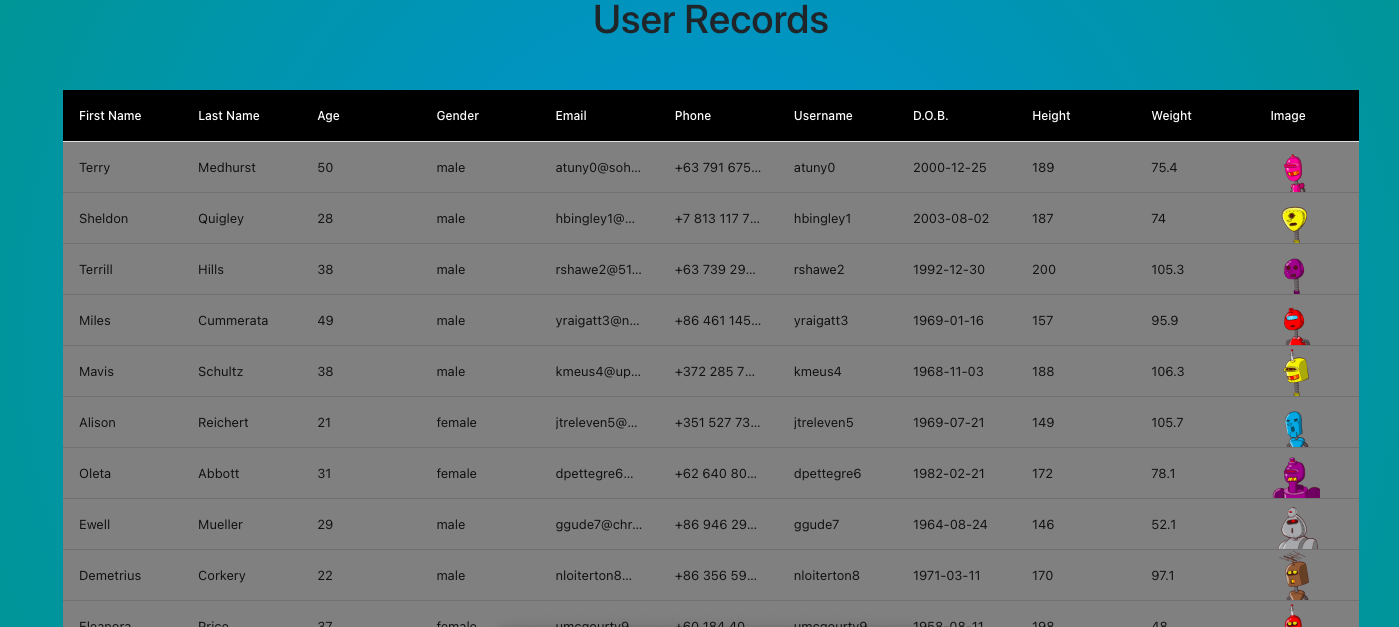 User Records
First Name Last Name Age Gender Email Phone Username D.O.B. Height Weight Image
Terry Medhurst 50 male atuny0@soh... +63 791 675... atuny0 2000-12-25 189 75.4
Sheldon Quigley 28 male hbingley1@... +7 813 117 7... hbingley1 2003-08-02 187 74
Terrill Hills 38 male rshawe2@51... +63 739 29... rshawe2 1992-12-30 200 105.3
Miles Cummerata 49 male yraigatt3@n... +86 461 145... yraigatt3 1969-01-16 157 95.9
Mavis Schultz 38 male kmeus4@up... +372 285 7... kmeus4 1968-11-03 188 106.3
Alison Reichert 21 female jtreleven5@... +351 527 73... jtreleven5 1969-07-21 149 105.7
Oleta Abbott 31 female dpettegre6... +62 640 80... dpettegre6 1982-02-21 172 78.1
Ewell Mueller 29 male ggude7@chr... +86 946 29... ggude7 1964-08-24 146 52.1
Demetrius Corkery 22 male nloiterton8... +86 356 59... nloiterton8 1971-03-11 170 97.1
Eleanora Price 37 female umcgourty9... +60 184 40... umcgourty9 1958-08-11 198 48